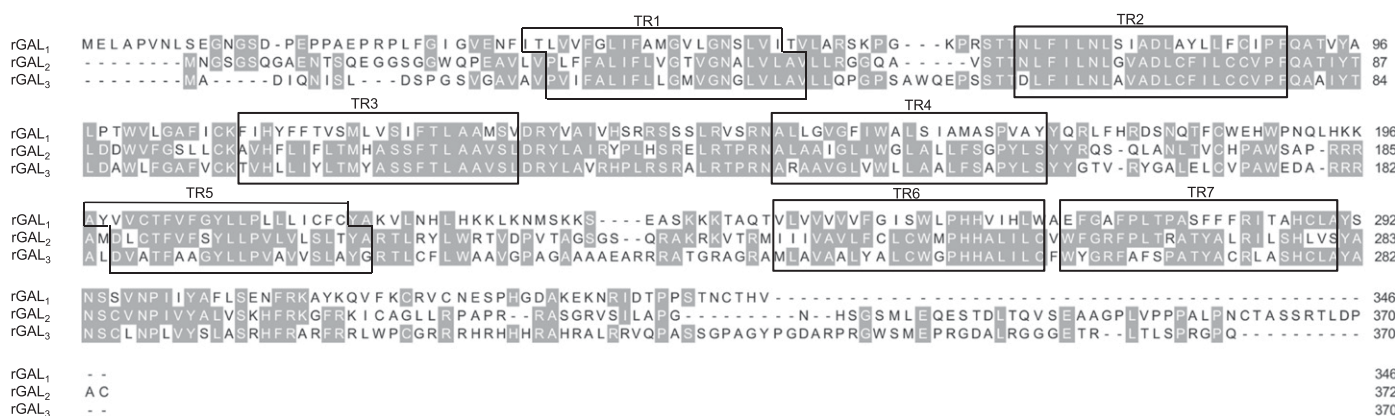 TR1 TR2
rGAL1 MELAPVNLSEGNGSD-PEPPAEPRPLFGIGVENFITLVVFGLIFAMGVLGNSLVITVLARSKPG---KPRSTTNLFILNLSIADLAYLLFCIPFQATVYA 96
rGAL2 --------MNGSGSQGAENTSQEGGSGGWQPEAVLVPLFFALIFLVGTVGNALVLAVLLRGGQA-----VSTTNLFILNLGVADLCFILCCVPFQATIYT 87
rGAL3 --------MA----DIQNISL---DSPGSVGAVAVPVIFALIFLLGMVGNGLVLAVLLQPGPSAWQEPSSTTDLFILNLAVADLCFILCCVPFQAAIYT 84
TR3 TR4
rGAL1 LPTWVLGAFICKFIHYFFTVSMLVSIFTLAAMSVDRYVAIVHSRRSSSLRVSRNALLGVGFIWALSIAMASPVAYYQRLFHRDSNQTFCWEHWPNQLHKK 196
rGAL2 LDDWVFGSLLCKAVHFLIFLTMHASSFTLAAVSLDRYLAIRYPLHSRELRTPRNALAAIGLIWGLALLFSGPYLSYYRQS-QLANLTVCHPAWSAP-RRR 185
rGAL3 LDAWLFGAFVCKTVHLLIYLTMYASSFTLAAVSLDRYLAVRHPLRSRALRTPRNARAAVGLVWLLAALFSAPYLSYYGTV-RYGALELCVPAWEDA-RRR 182
TR5 TR6 TR7
rGAL1 AYVVCTFVFGYLLPLLLICFCYAKVLNHLHKKLKNMSKKS----EASKKKTAQTVLVVVVVFGISWLPHHVIHLWAEFGAFPLTPASFFFRITAHCLAYS 292
rGAL2 AMDLCTFVFSYLLPVLVLSLTYARTLRYLWRTVDPVTAGSGS--QRAKRKVTRMIIIVAVLFCLCWMPHHALILCVWFGRFPLTRATYALRILSHLVSYA 283
rGAL3 ALDVATFAAGYLLPVAVVSLAYGRTLCFLWAAVGPAGAAAAEARRRATGRAGRAMLAVAALYALCWGPHHALILCFWYGRFAFSPATYACRLASHCLAYA 282
rGAL1 NSSVNPIIYAFLSENFRKAYKQVFKCRVCNESPHGDAKEKNRIDTPPSTNCTHV---------------------------------------------- 346
rGAL2 NSCVNPIVYALVSKHFRKGFRKICAGLLRPAPR--RASGRVSILAPG---------N--HSGSMLEQESTDLTQVSEAAGPLVPPPALPNCTASSRTLDP 370
rGAL3 NSCLNPLVYSLASRHFRARFRRLWPCGRRRHRHHHRAHRALRRVQPASSGPAGYPGDARPRGWSMEPRGDALRGGGETR--LTLSPRGPQ---------- 370
rGAL1 -- 346
rGAL2 AC 372
rGAL3 -- 370